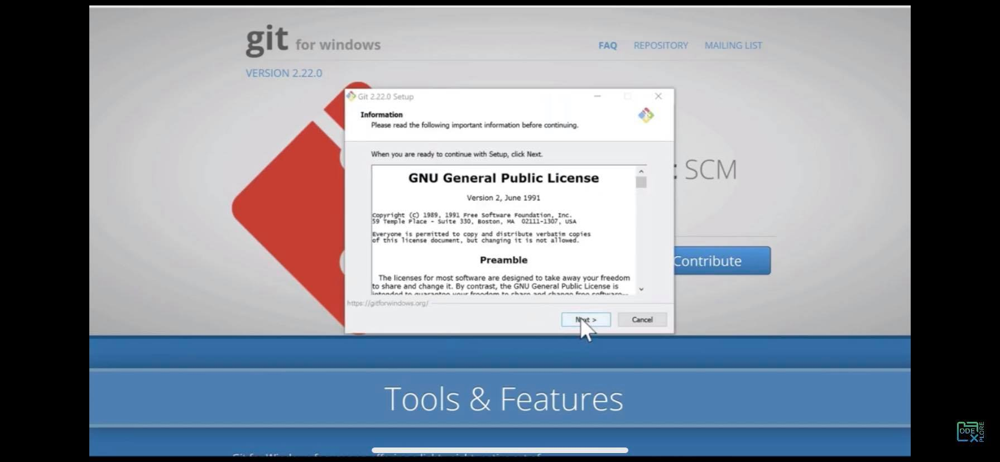 git for windows
FAQ REPOSITORY MAILING LIST
VERSION 2.22.0
Git 2.22.0 Setup
Information
Please read the following important information before continuing.
When you are ready to continue with Setup, click Next.
GNU General Public License
Version 2, June 1991
Copyright (C) 1989, 1991 Free Software Foundation, Inc.
59 Temple Place - Suite 330, Boston, MA 02111-1307, USA
Everyone is permitted to copy and distribute verbatim copies
of this license document, but changing it is not allowed.
Preamble
The licenses for most software are designed to take away your freedom
to share and change it. By contrast, the GNU General Public License is
intended to guarantee your freedom to share and change free software--
https://gitforwindows.org/
Next >
Cancel
SCM
Contribute
Tools & Features
ODE
XPLORE